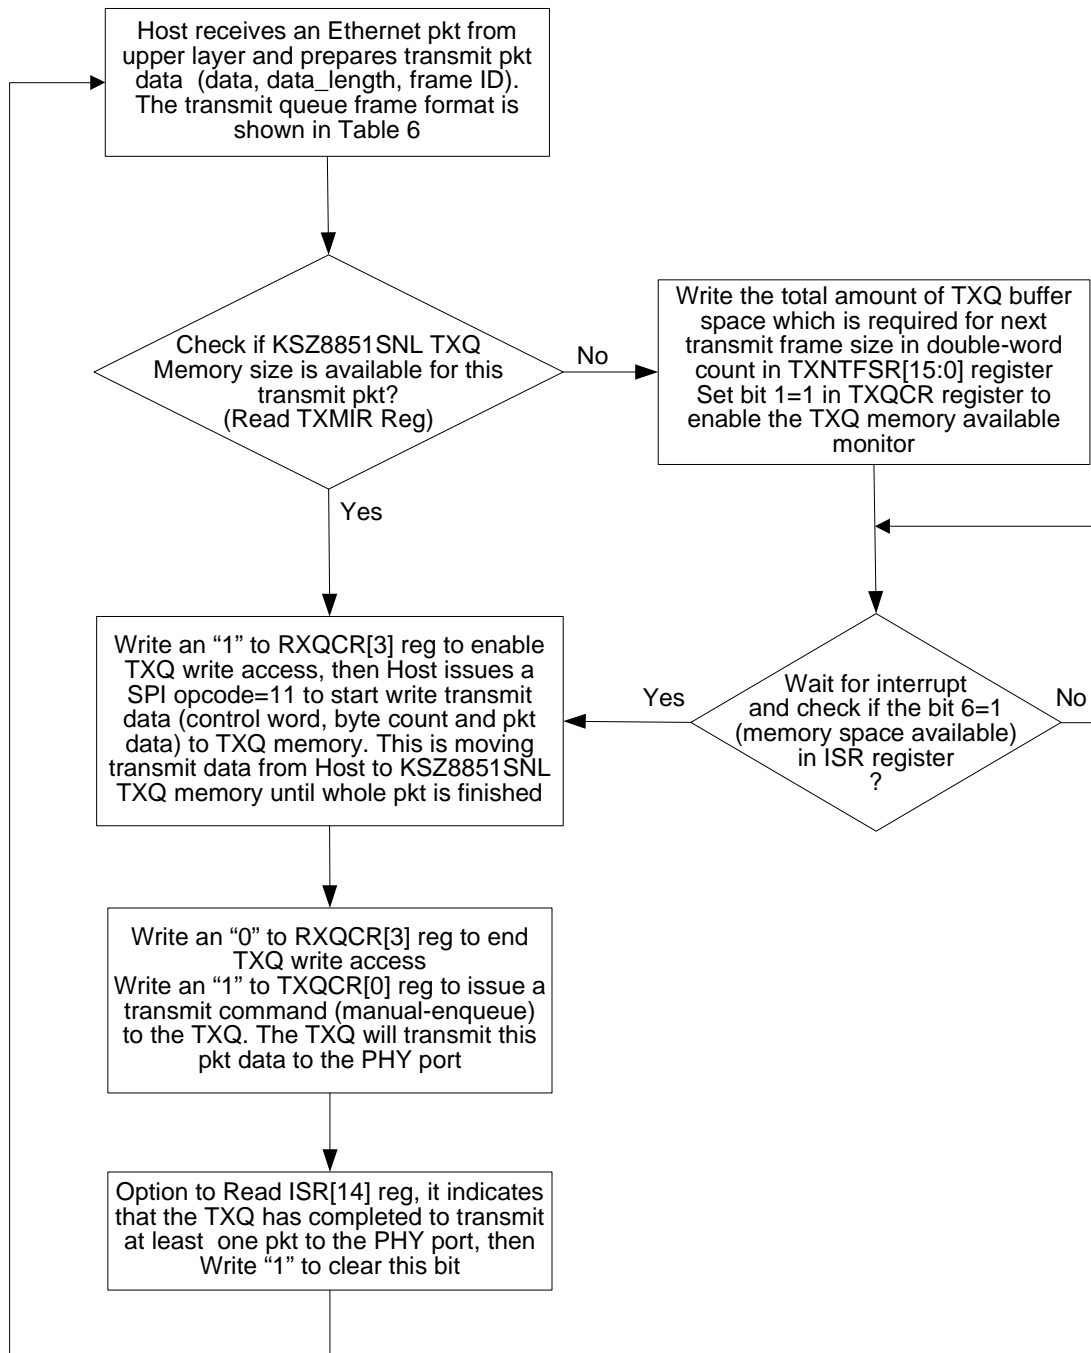 Host receives an Ethernet pkt from
upper layer and prepares transmit pkt
data (data, data_length, frame ID).
The transmit queue frame format is
shown in Table 6
Check if KSZ8851SNL TXQ
Memory size is available for this
transmit pkt?
(Read TXMIR Reg)
No
Write the total amount of TXQ buffer
space which is required for next
transmit frame size in double-word
count in TXNTFSR[15:0] register
Set bit 1=1 in TXQCR register to
enable the TXQ memory available
monitor
Yes
Write an “1” to RXQCR[3] reg to enable
TXQ write access, then Host issues a
SPI opcode=11 to start write transmit
data (control word, byte count and pkt
data) to TXQ memory. This is moving
transmit data from Host to KSZ8851SNL
TXQ memory until whole pkt is finished
Yes
Wait for interrupt
and check if the bit 6=1
(memory space available)
in ISR register
?
No
Write an “0” to RXQCR[3] reg to end
TXQ write access
Write an “1” to TXQCR[0] reg to issue a
transmit command (manual-enqueue)
to the TXQ. The TXQ will transmit this
pkt data to the PHY port
Option to Read ISR[14] reg, it indicates
that the TXQ has completed to transmit
at least one pkt to the PHY port, then
Write “1” to clear this bit